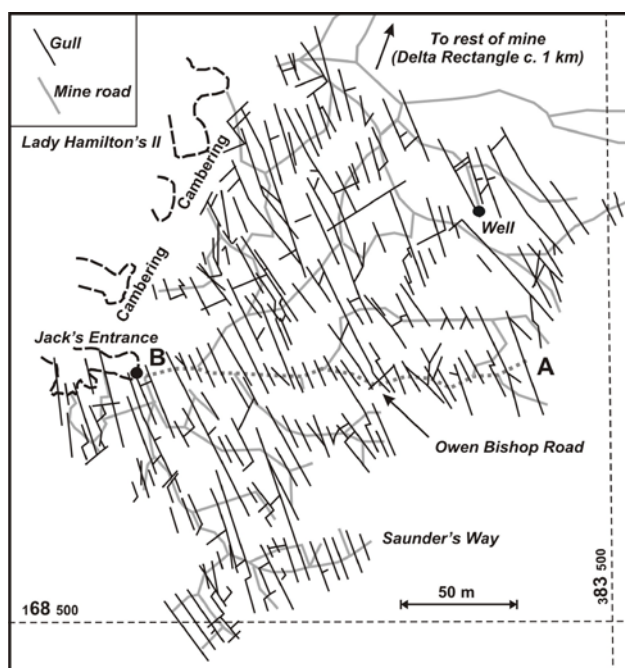 Gull
Mine road
To rest of mine
(Delta Rectangle c. 1 km)
Lady Hamilton's II
Cambering
Well
Cambering
Jack's Entrance
B
A
Owen Bishop Road
Saunder's Way
50 m
168 500
383 500